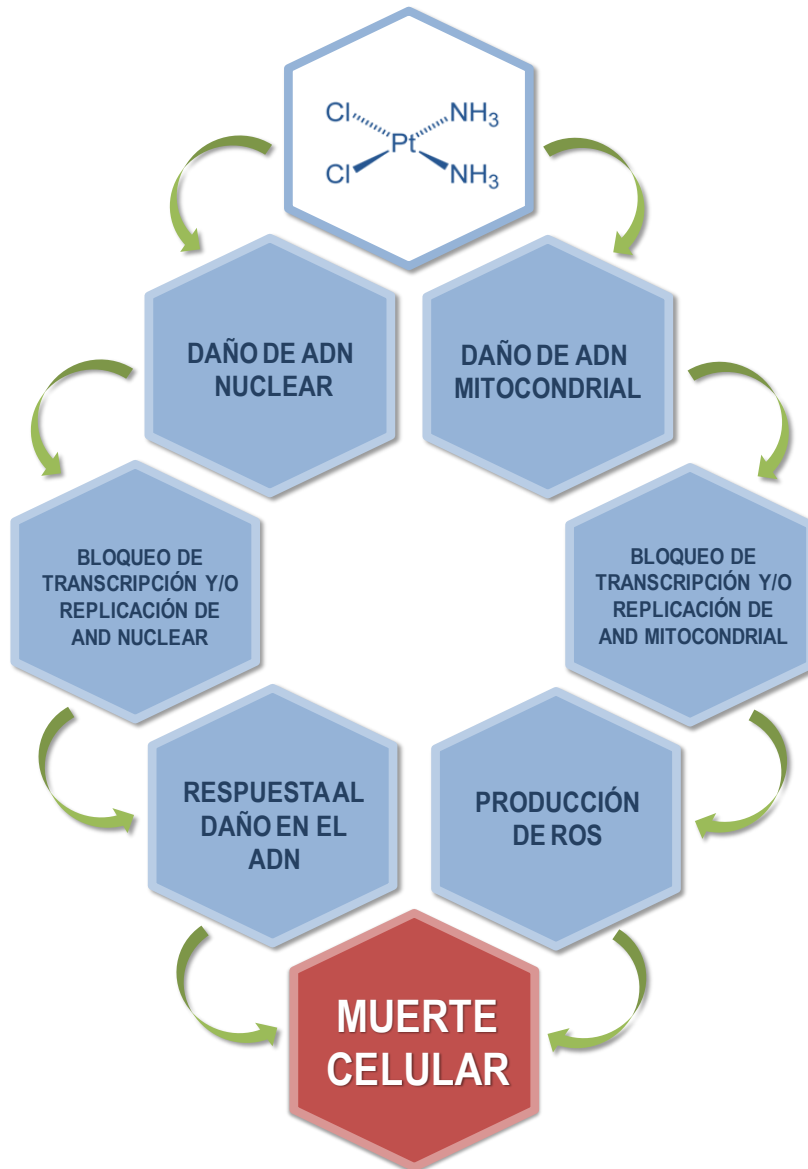 Cl NH3
Pt
Cl NH3
DAÑO DE ADN
NUCLEAR
DAÑO DE ADN
MITOCONDRIAL
BLOQUEO DE
TRANSCRIPCIÓN Y/O
REPLICACIÓN DE
AND NUCLEAR
BLOQUEO DE
TRANSCRIPCIÓN Y/O
REPLICACIÓN DE
AND MITOCONDRIAL
RESPUESTA AL
DAÑO EN EL
ADN
PRODUCCIÓN
DE ROS
MUERTE
CELULAR